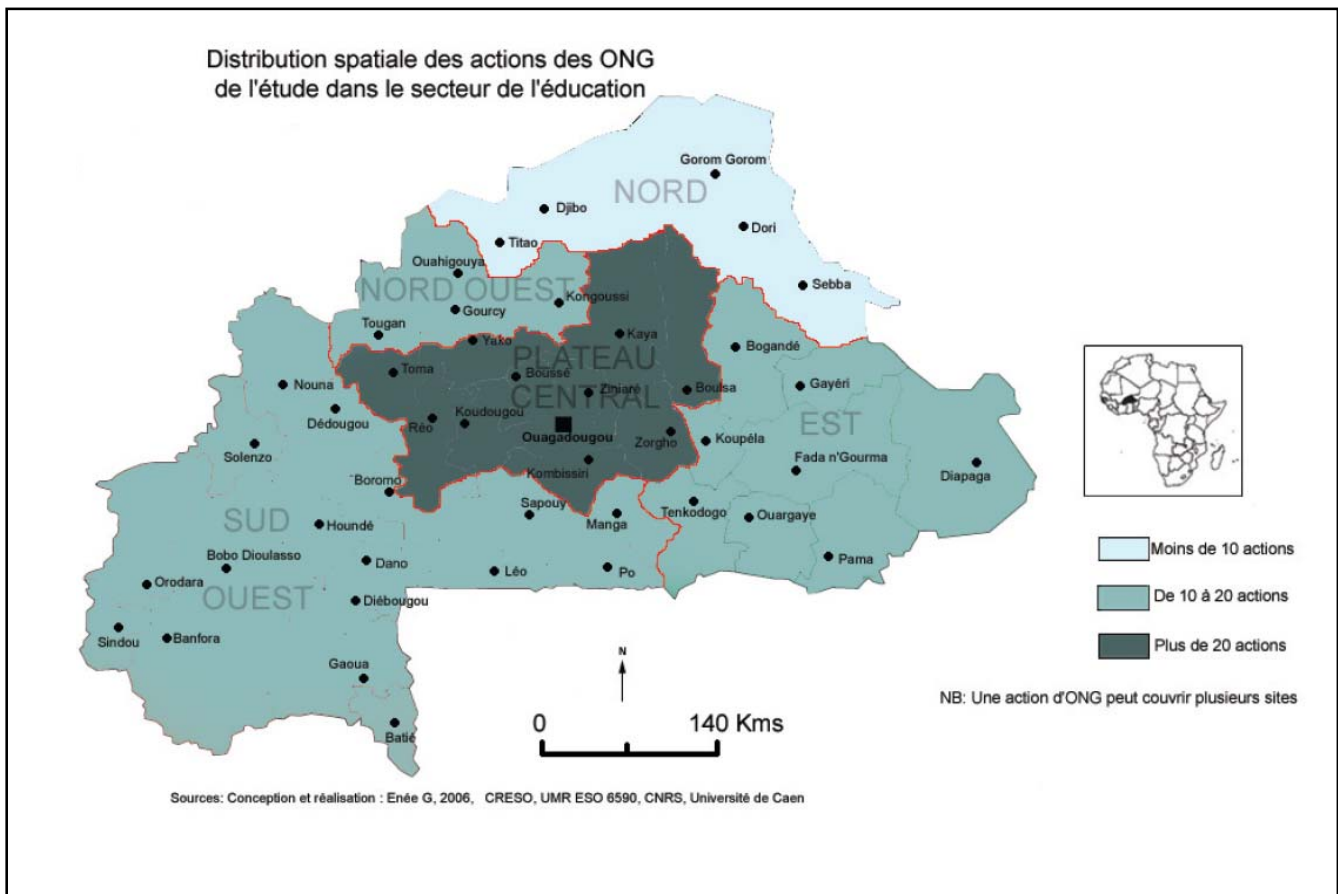 Distribution spatiale des actions des ONG
de l'étude dans le secteur de l'éducation
Gorom Gorom
NORD
Djibo
Dori
Titao
Ouahigouya
Sebba
NORD OUEST
Kongoussi
Gourcy
Tougan
Kaya
Yako
Bogandé
PLATEAU
Toma
Boussé
Nouna
Ziniaré
Boulsa
Gayéri
CENTRAL
Dédougou
Réo
Koudougou
Ouagadougou
Zorgho
Koupéla
EST
Solenzo
Kombissiri
Fada n'Gourma
Diapaga
Boromo
Sapouy
Manga
Tenkodogo
Ouargaye
SUD
Houndé
Bobo Dioulasso
Dano
Léo
Po
Pama
Orodara
OUEST
Diébougou
Sindou
Banfora
Gaoua
Batié
Moins de 10 actions
De 10 à 20 actions
Plus de 20 actions
N
NB: Une action d'ONG peut couvrir plusieurs sites
0 140 Kms
Sources: Conception et réalisation : Enée G, 2006, CRESO, UMR ESO 6590, CNRS, Université de Caen